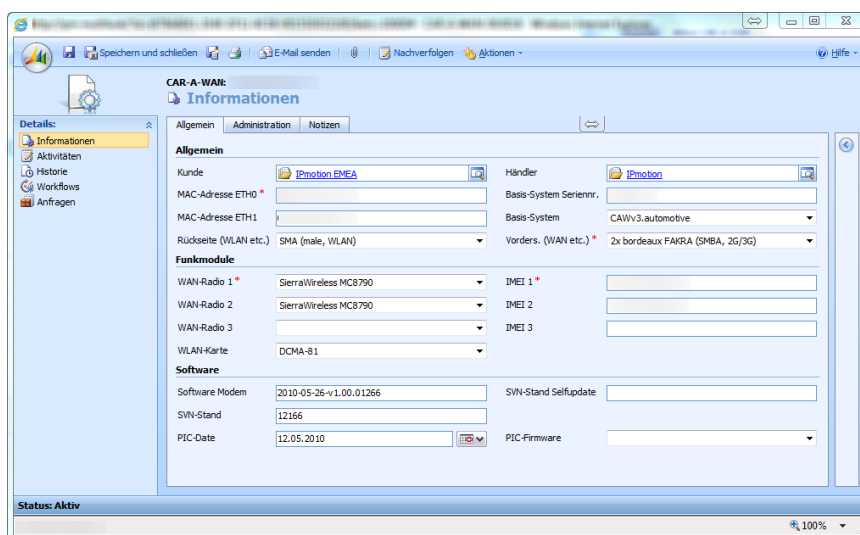 Speichern und schließen E-Mail senden Nachverfolgen Aktionen Hilfe
CAR-A-WAN:
Informationen
Details:
Informationen
Aktivitäten
Historie
Workflows
Anfragen
Allgemein Administration Notizen
Allgemein
Kunde IPmotion EMEA Händler IPmotion
MAC-Adresse ETH0 * Basis-System Seriennr.
MAC-Adresse ETH1 Basis-System CAWv3.automotive
Rückseite (WLAN etc.) SMA (male, WLAN) Vorders. (WAN etc.) * 2x bordeaux FAKRA (SMBA, 2G/3G)
Funkmodule
WAN-Radio 1 * SierraWireless MC8790 IMEI 1 *
WAN-Radio 2 SierraWireless MC8790 IMEI 2
WAN-Radio 3 IMEI 3
WLAN-Karte DCMA-81
Software
Software Modem 2010-05-26-v1.00.01266 SVN-Stand Selfupdate
SVN-Stand 12166
PIC-Date 12.05.2010 PIC-Firmware
Status: Aktiv
100%